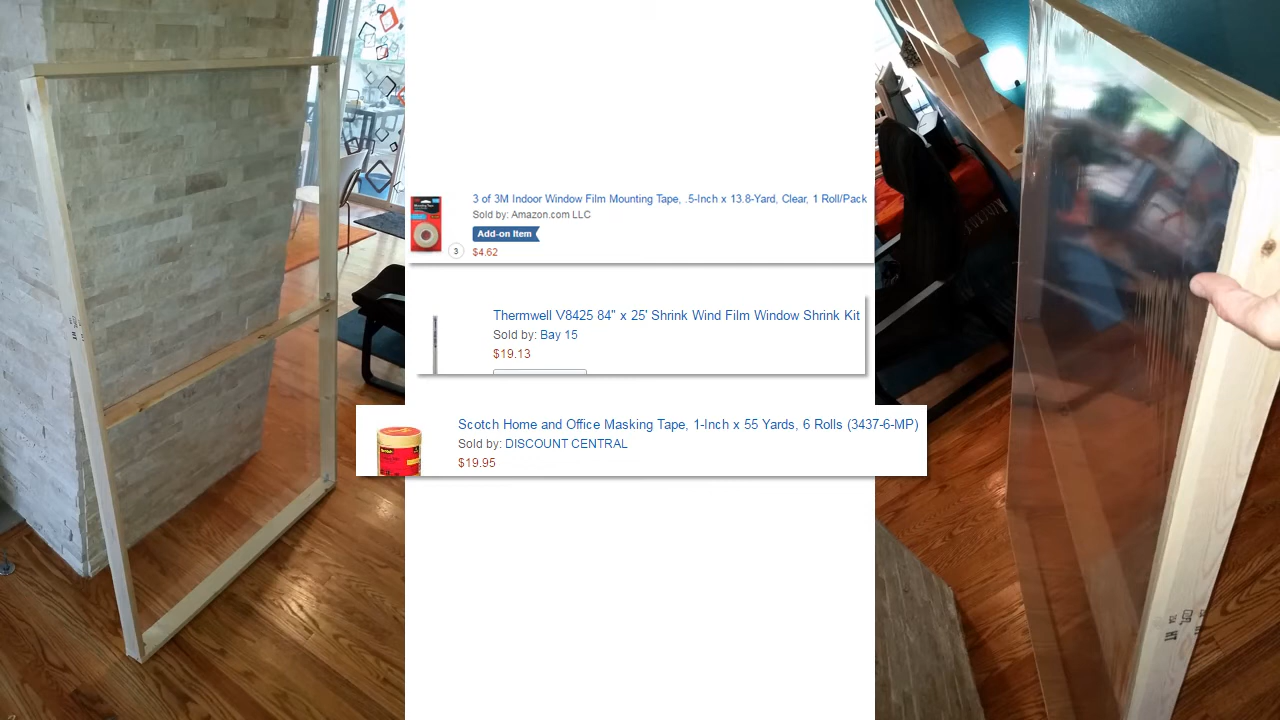 3 of 3M Indoor Window Film Mounting Tape, .5-Inch x 13.8-Yard, Clear, 1 Roll/Pack
Sold by: Amazon.com LLC
Add-on Item
3
$4.62
Thermwell V8425 84" x 25' Shrink Wind Film Window Shrink Kit
Sold by: Bay 15
$19.13
Scotch Home and Office Masking Tape, 1-Inch x 55 Yards, 6 Rolls (3437-6-MP)
Sold by: DISCOUNT CENTRAL
$19.95
Scotch
HT